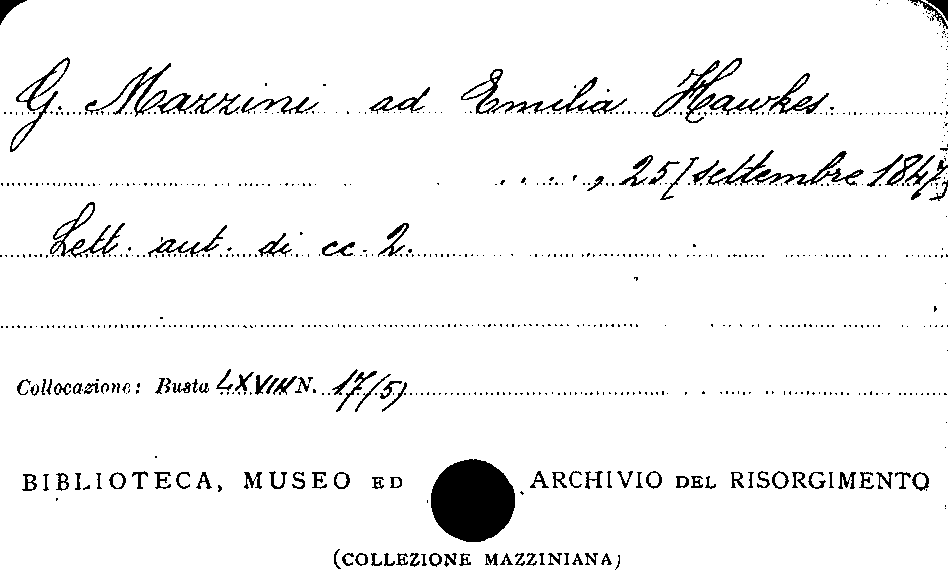 G. Mazzini ad Emilia Hawkes.
...., 25 [settembre 1847]
Lett. aut. di cc. 2.
Collocazione: Busta LXVIII N. 17/5)
BIBLIOTECA, MUSEO ED ARCHIVIO DEL RISORGIMENTO
(COLLEZIONE MAZZINIANA)